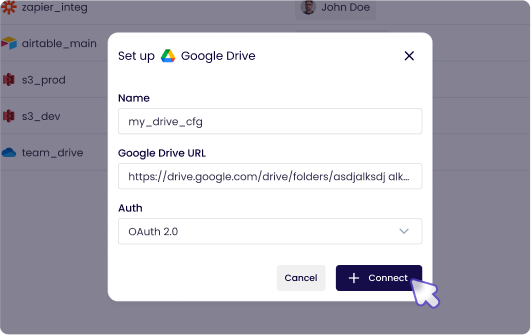 zapier_integ
John Doe
airtable_main
s3_prod
s3_dev
team_drive
Set up Google Drive
Name
my_drive_cfg
Google Drive URL
https://drive.google.com/drive/folders/asdjalksdj alk...
Auth
OAuth 2.0
Cancel
Connect